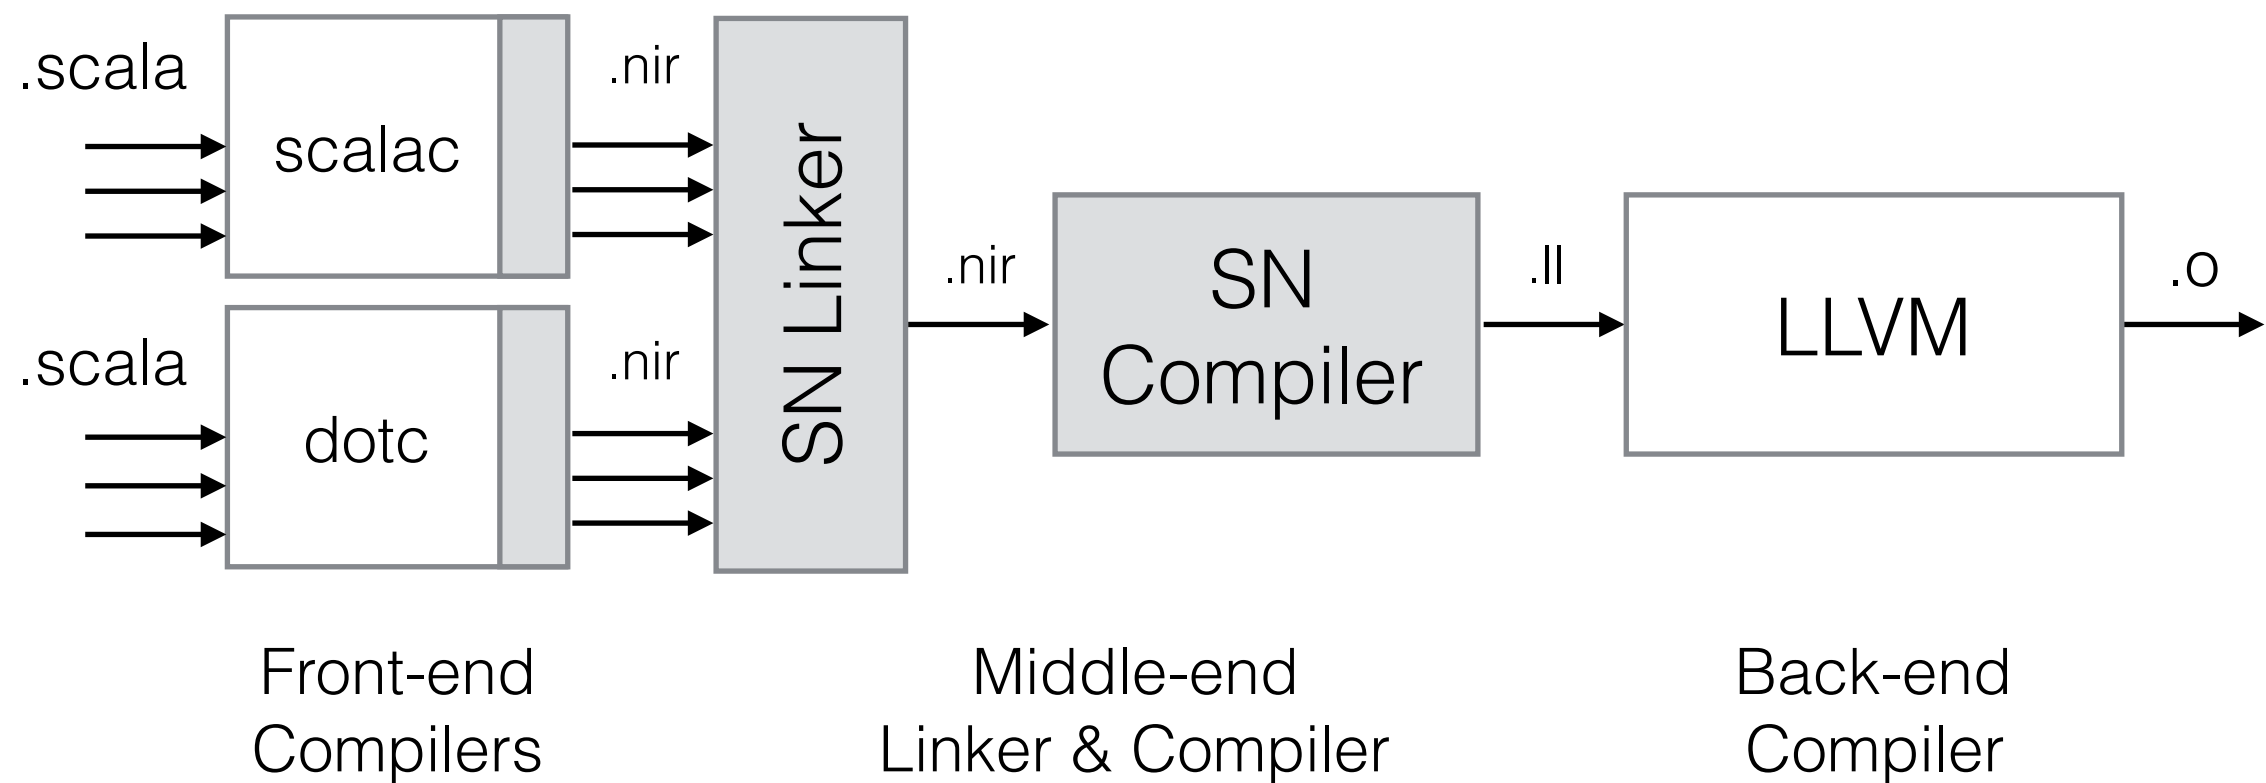 .scala
scalac
.nir
.scala
dotc
.nir
SN Linker
.nir
SN
Compiler
.ll
LLVM
.o
Front-end
Compilers
Middle-end
Linker & Compiler
Back-end
Compiler